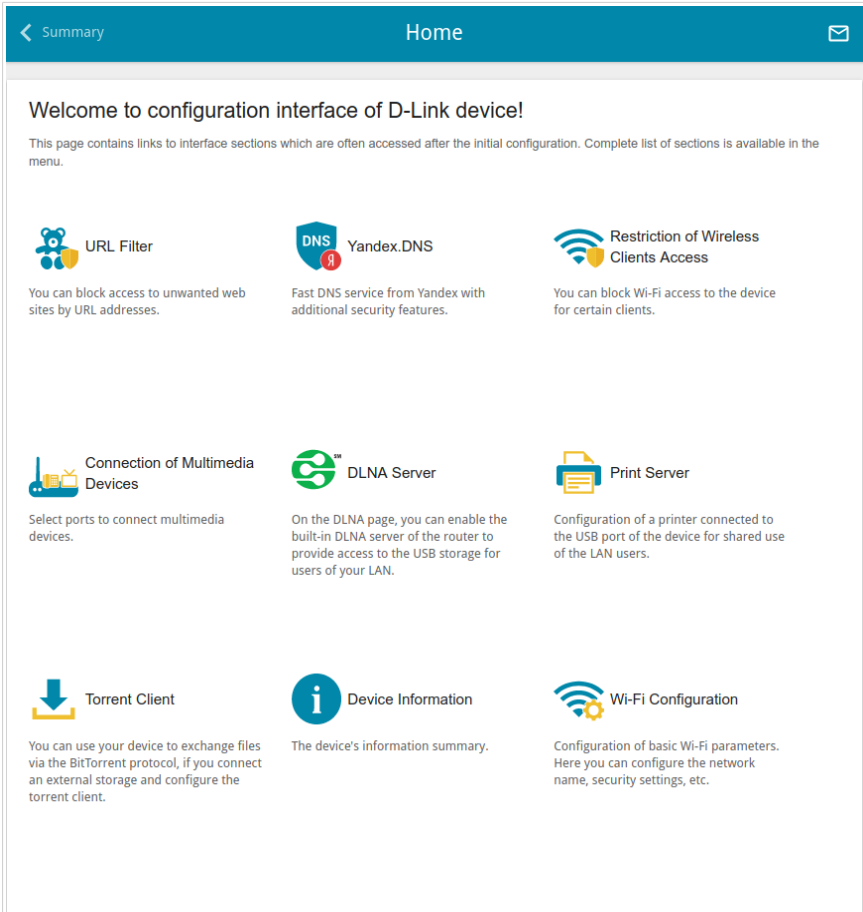 Summary
Home
Welcome to configuration interface of D-Link device!
This page contains links to interface sections which are often accessed after the initial configuration. Complete list of sections is available in the
menu.
URL Filter
You can block access to unwanted web
sites by URL addresses.
DNS
Я
Yandex.DNS
Fast DNS service from Yandex with
additional security features.
Restriction of Wireless
Clients Access
You can block Wi-Fi access to the device
for certain clients.
Connection of Multimedia
Devices
Select ports to connect multimedia
devices.
SM
DLNA Server
On the DLNA page, you can enable the
built-in DLNA server of the router to
provide access to the USB storage for
users of your LAN.
Print Server
Configuration of a printer connected to
the USB port of the device for shared use
of the LAN users.
Torrent Client
You can use your device to exchange files
via the BitTorrent protocol, if you connect
an external storage and configure the
torrent client.
i
Device Information
The device's information summary.
Wi-Fi Configuration
Configuration of basic Wi-Fi parameters.
Here you can configure the network
name, security settings, etc.